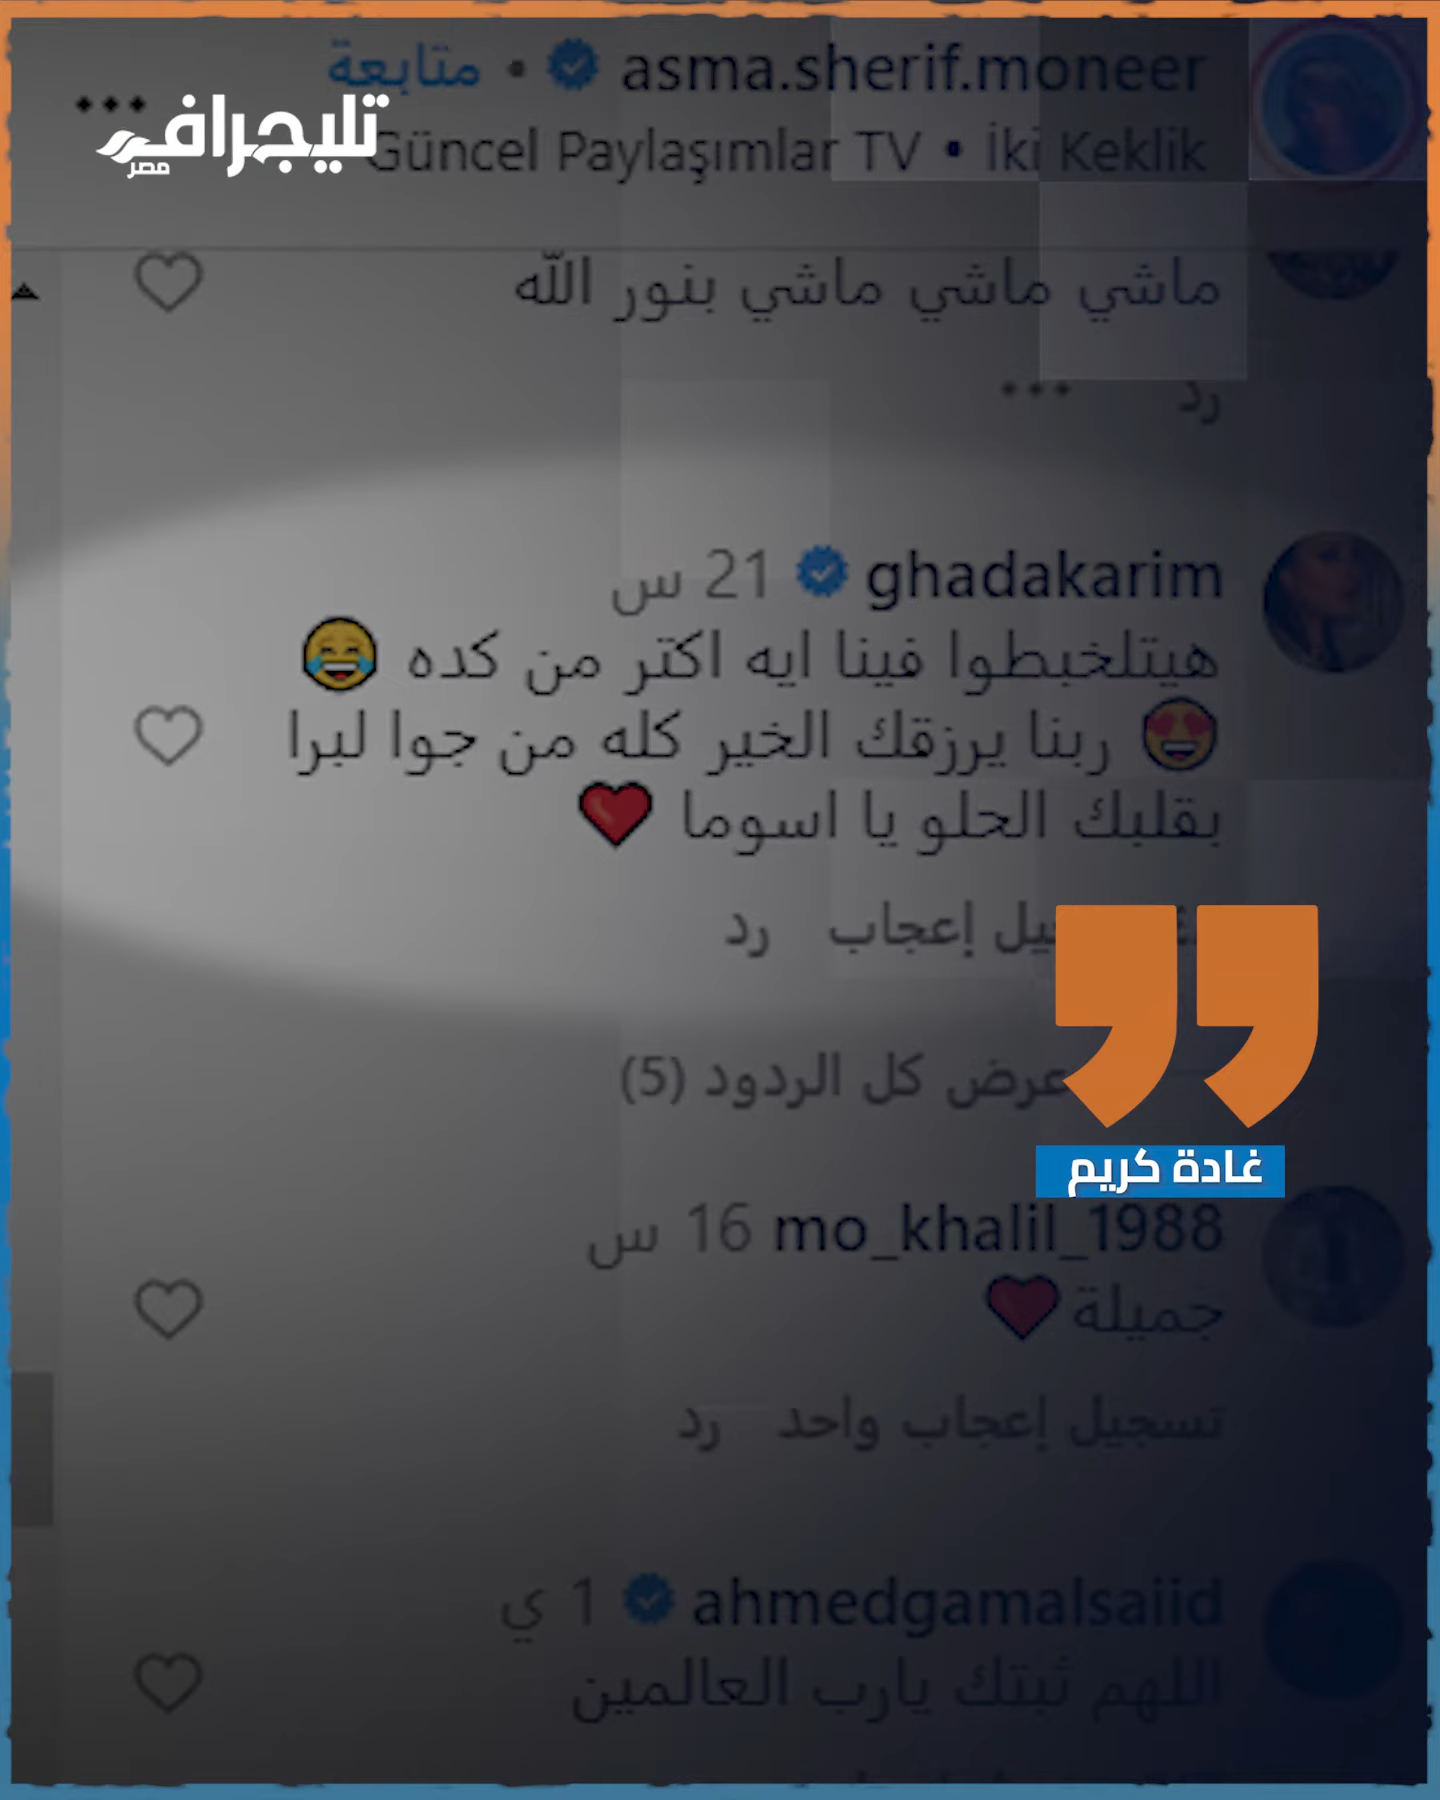 asma.sherif.moneer • متابعة
Güncel Paylaşımlar TV • İki Keklik
تليجراف
مصر
ماشي ماشي ماشي بنور الله
رد
ghadakarim 21 س
هيتلخبطوا فينا ايه اكتر من كده 😂
😍 ربنا يرزقك الخير كله من جوا لبرا
بقلبك الحلو يا اسوما ❤️
إعجاب رد
عرض كل الردود (5)
غادة كريم
mo_khalil_1988 16 س
جميلة ❤️
تسجيل إعجاب واحد رد
ahmedgamalsaiid 1 ي
اللهم ثبتك يارب العالمين